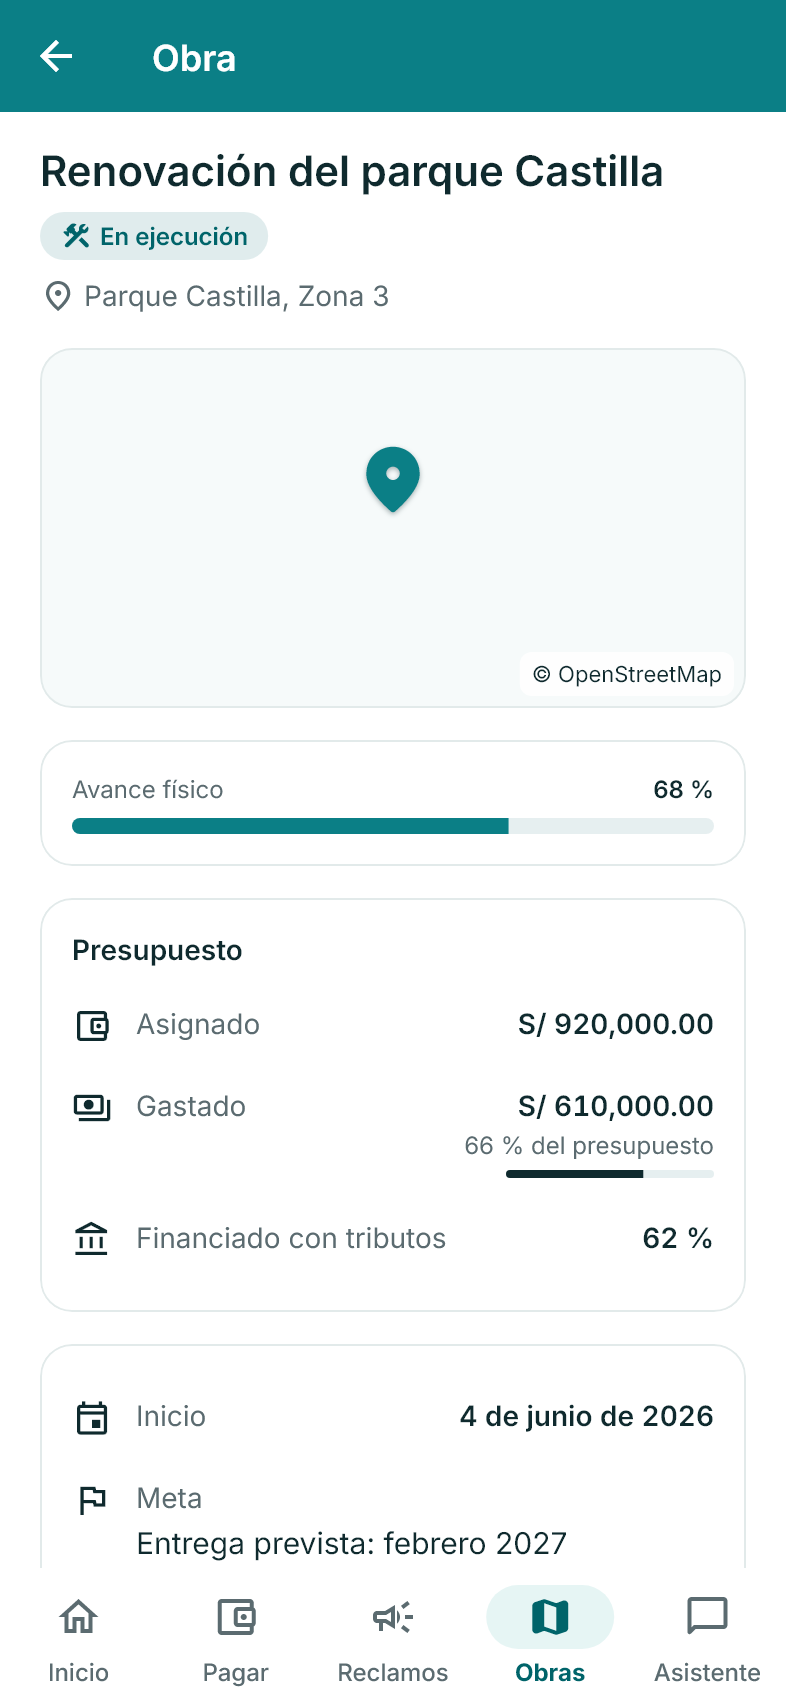 Obra
Renovación del parque Castilla
En ejecución
Parque Castilla, Zona 3
© OpenStreetMap
Avance físico 68 %
Presupuesto
Asignado S/ 920,000.00
Gastado S/ 610,000.00
66 % del presupuesto
Financiado con tributos 62 %
Inicio 4 de junio de 2026
Meta
Entrega prevista: febrero 2027
Inicio Pagar Reclamos Obras Asistente